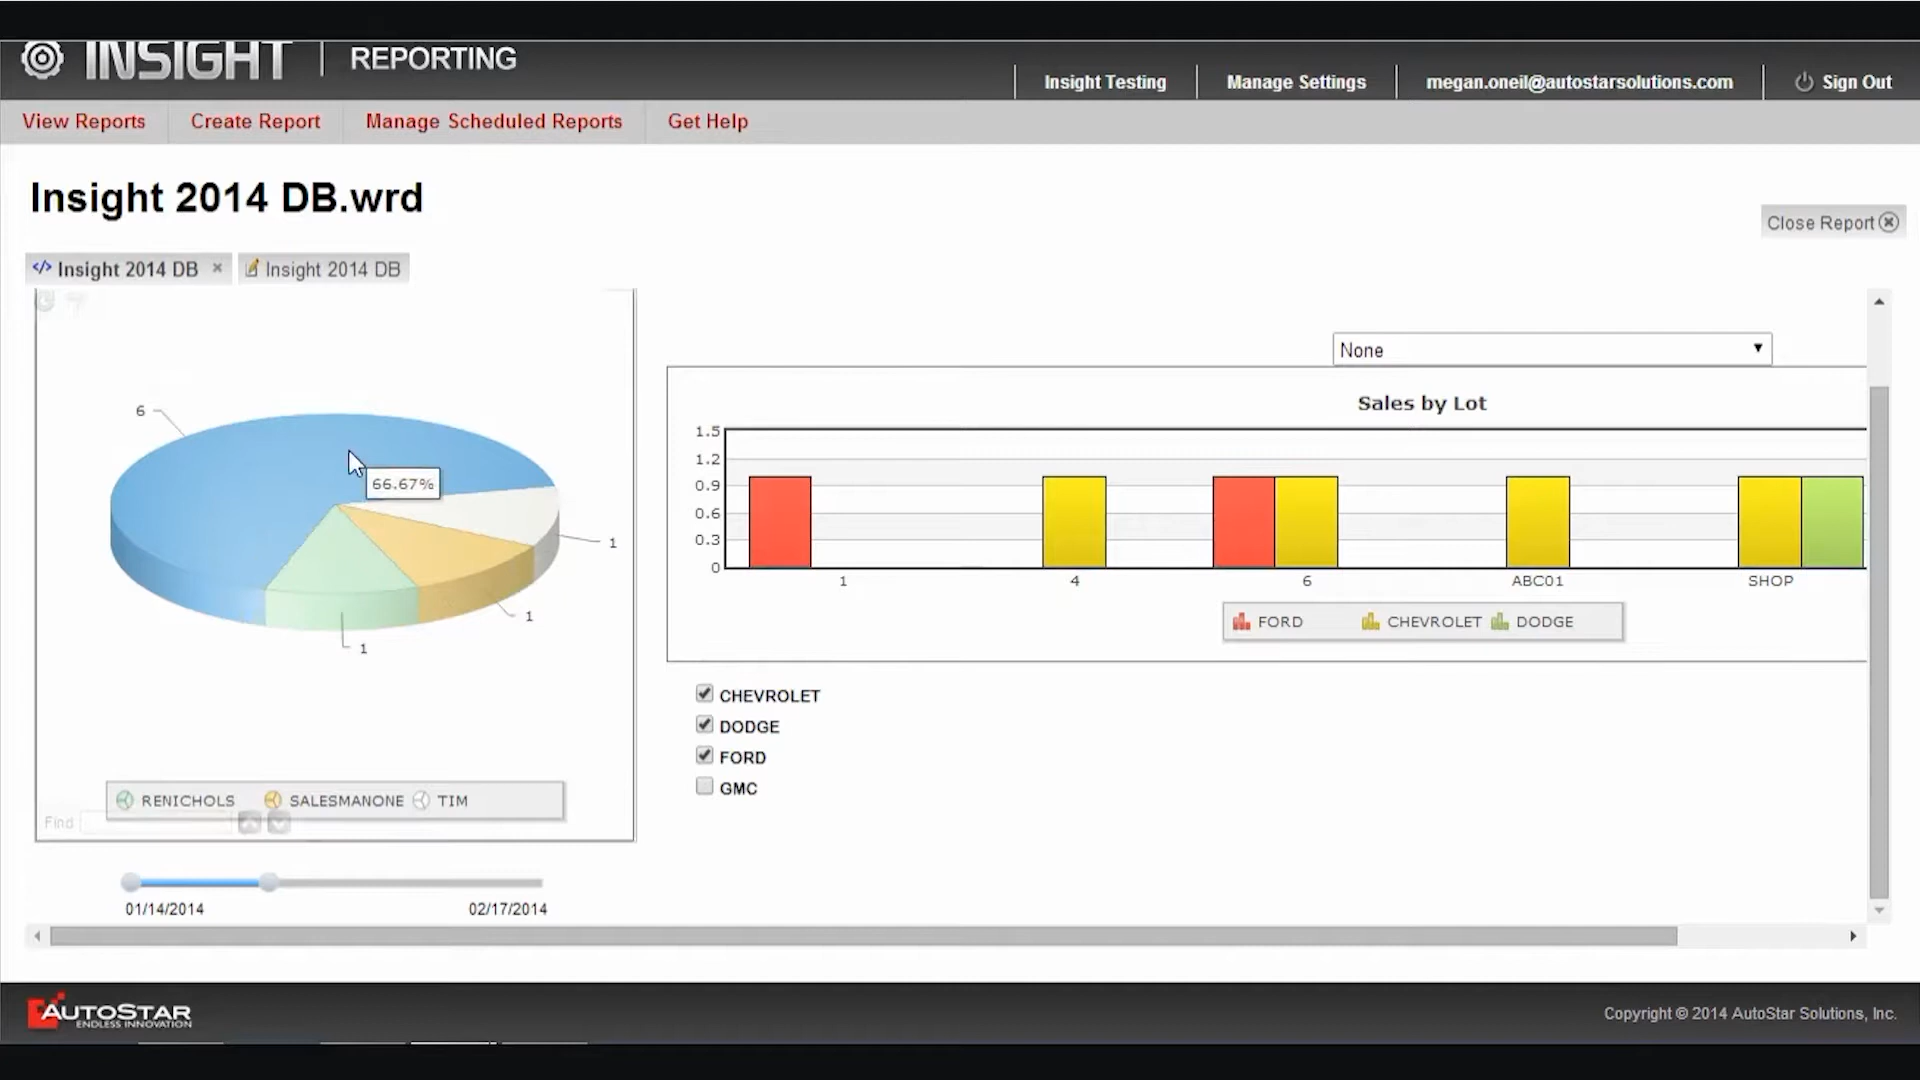 INSIGHT | REPORTING
Insight Testing
Manage Settings
megan.oneil@autostarsolutions.com
Sign Out
View Reports
Create Report
Manage Scheduled Reports
Get Help
Insight 2014 DB.wrd
Close Report
Insight 2014 DB
Insight 2014 DB
6
66.67%
1
1
1
RENICHOLS
SALESMANONE
TIM
Find
01/14/2014
02/17/2014
None
Sales by Lot
1.5
1.2
0.9
0.6
0.3
0
1
4
6
ABC01
SHOP
FORD
CHEVROLET
DODGE
CHEVROLET
DODGE
FORD
GMC
AUTOSTAR
ENDLESS INNOVATION
Copyright © 2014 AutoStar Solutions, Inc.